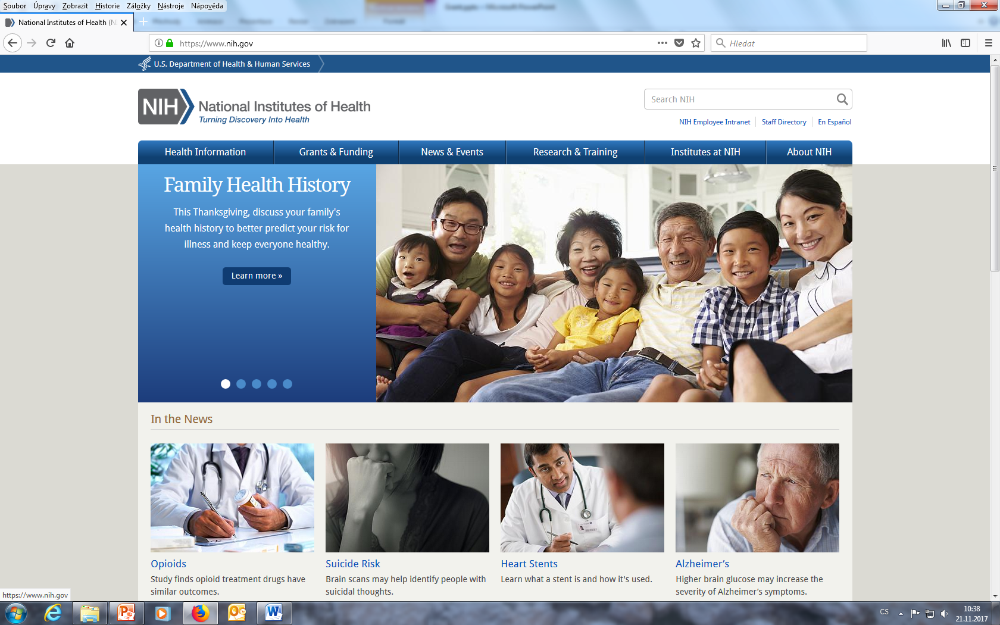 Soubor Úpravy Zobrazit Historie Záložky Nástroje Nápověda
National Institutes of Health (N
https://www.nih.gov
Hledat
U.S. Department of Health & Human Services
NIH National Institutes of Health
Turning Discovery Into Health
Search NIH
NIH Employee Intranet Staff Directory En Español
Health Information Grants & Funding News & Events Research & Training Institutes at NIH About NIH
Family Health History
This Thanksgiving, discuss your family's
health history to better predict your risk for
illness and keep everyone healthy.
Learn more »
In the News
Opioids
Study finds opioid treatment drugs have
similar outcomes.
Suicide Risk
Brain scans may help identify people with
suicidal thoughts.
Heart Stents
Learn what a stent is and how it's used.
Alzheimer’s
Higher brain glucose may increase the
severity of Alzheimer’s symptoms.
https://www.nih.gov
CS
10:38
21.11.2017